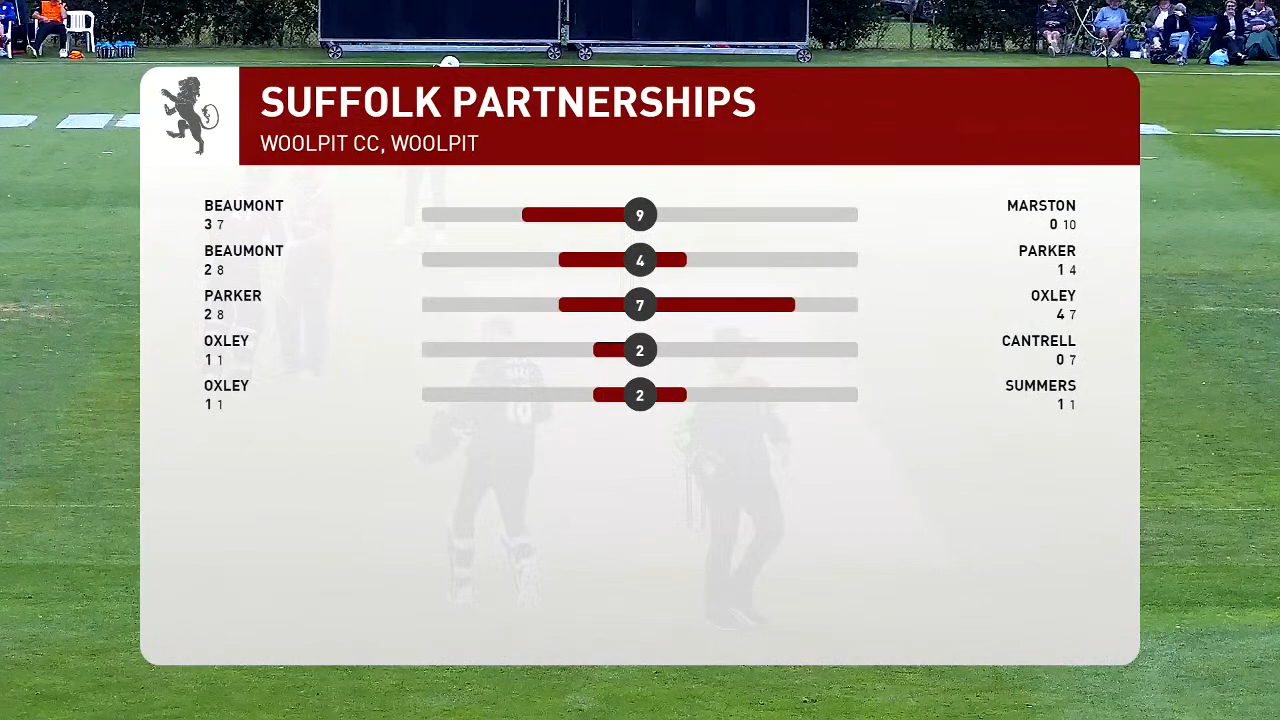 SUFFOLK PARTNERSHIPS
WOOLPIT CC, WOOLPIT
BEAUMONT 9 MARSTON
3 7 0 10
BEAUMONT 4 PARKER
2 8 1 4
PARKER 7 OXLEY
2 8 4 7
OXLEY 2 CANTRELL
1 1 0 7
OXLEY 2 SUMMERS
1 1 1 1